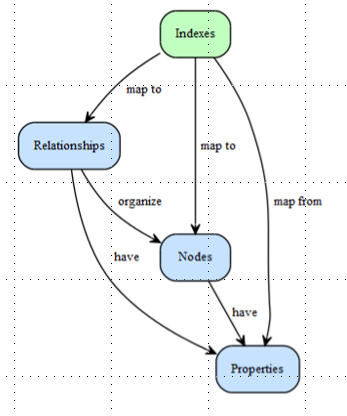 Indexes
map to
Relationships
map to
organize
map from
have
Nodes
have
Properties